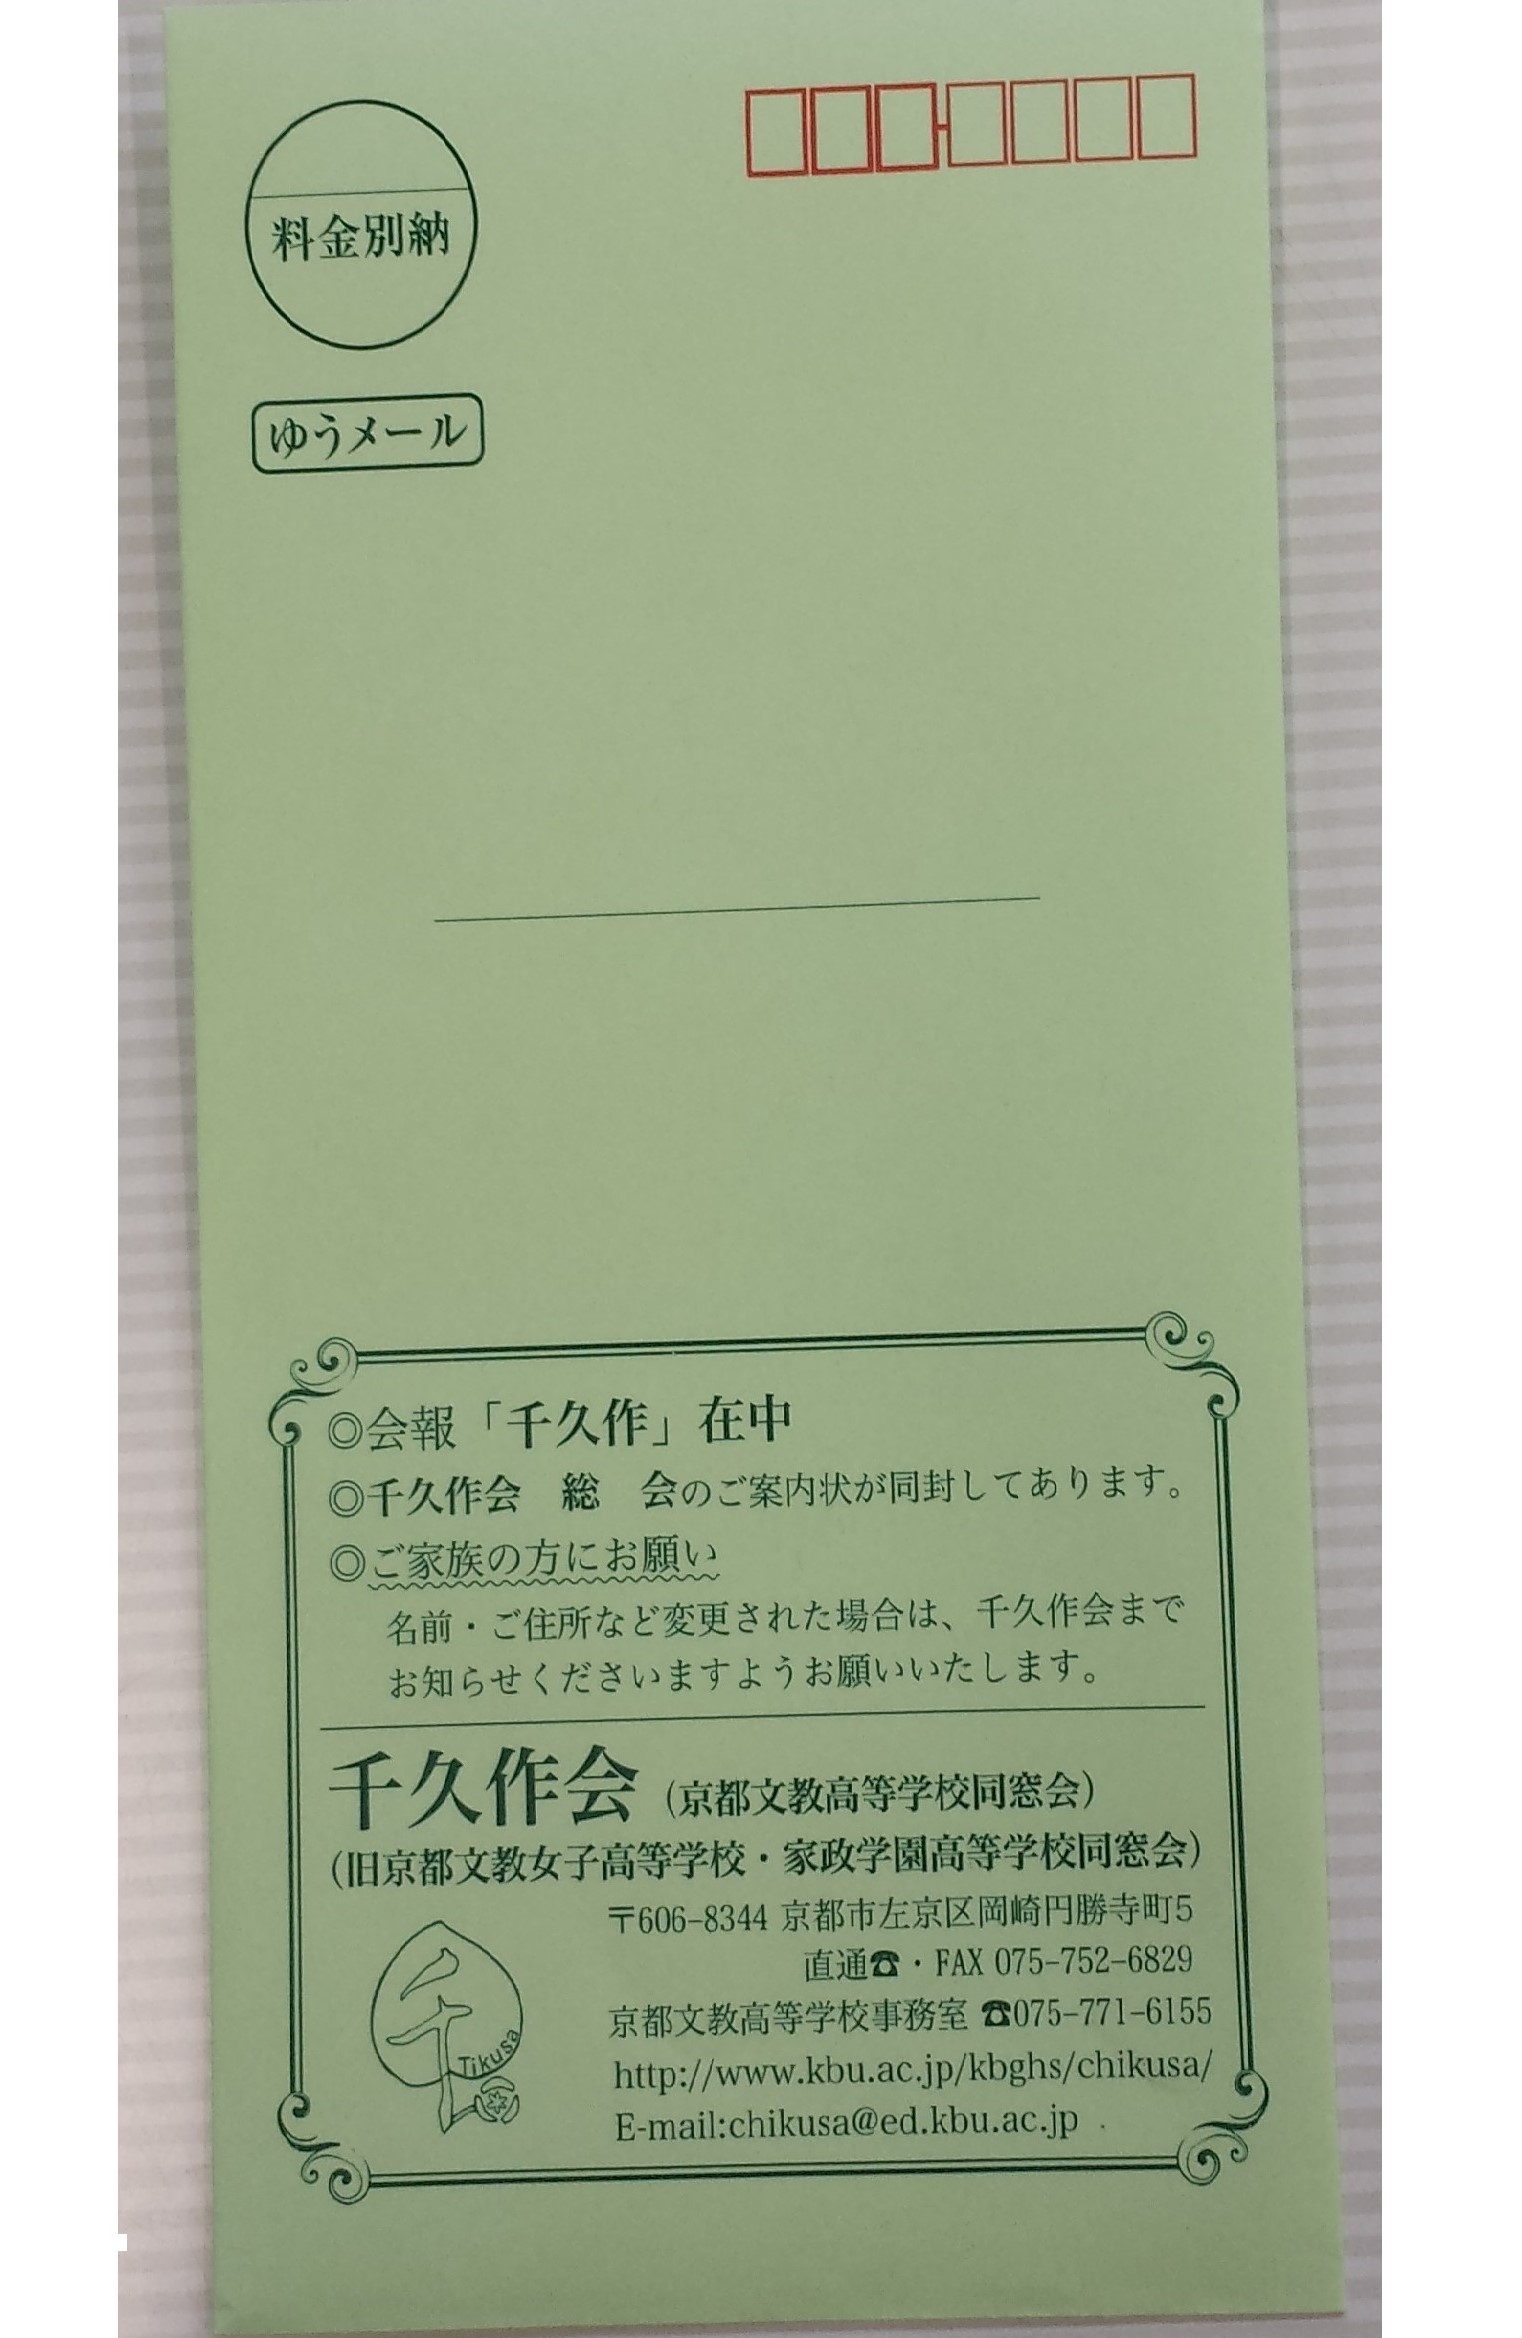 料金別納
ゆうメール
◎会報「千久作」在中
◎千久作会　総　会のご案内状が同封してあります。
◎ご家族の方にお願い
名前・ご住所など変更された場合は、千久作会まで
お知らせくださいますようお願いいたします。
千久作会（京都文教高等学校同窓会）
（旧京都文教女子高等学校・家政学園高等学校同窓会）
〒606-8344 京都市左京区岡崎円勝寺町5
直通☎・FAX 075-752-6829
京都文教高等学校事務室 ☎075-771-6155
http://www.kbu.ac.jp/kbghs/chikusa/
E-mail:chikusa@ed.kbu.ac.jp
千
Tikusa